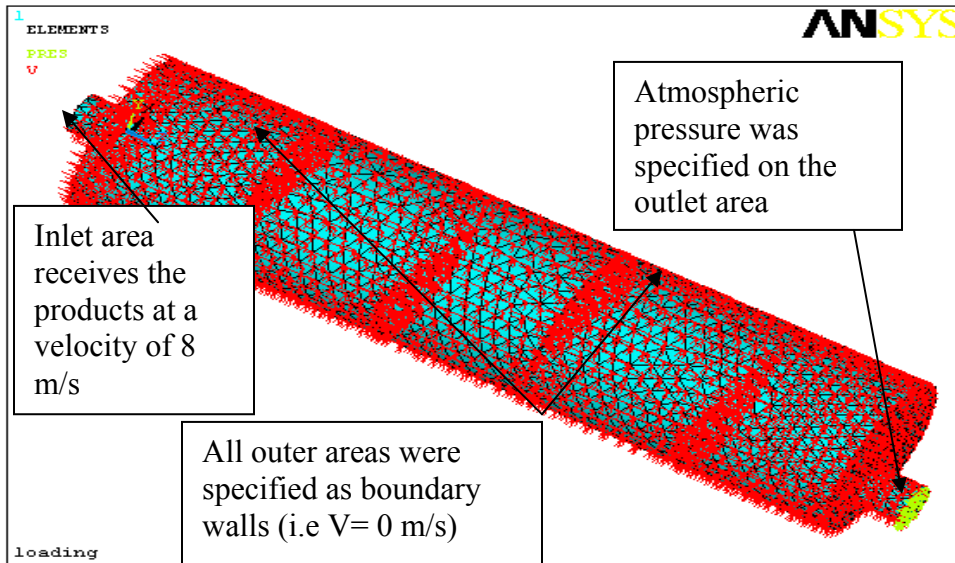 1
ELEMENTS
PRES
U
ANSYS
Atmospheric
pressure was
specified on the
outlet area
Inlet area
receives the
products at a
velocity of 8
m/s
All outer areas were
specified as boundary
walls (i.e V= 0 m/s)
loading